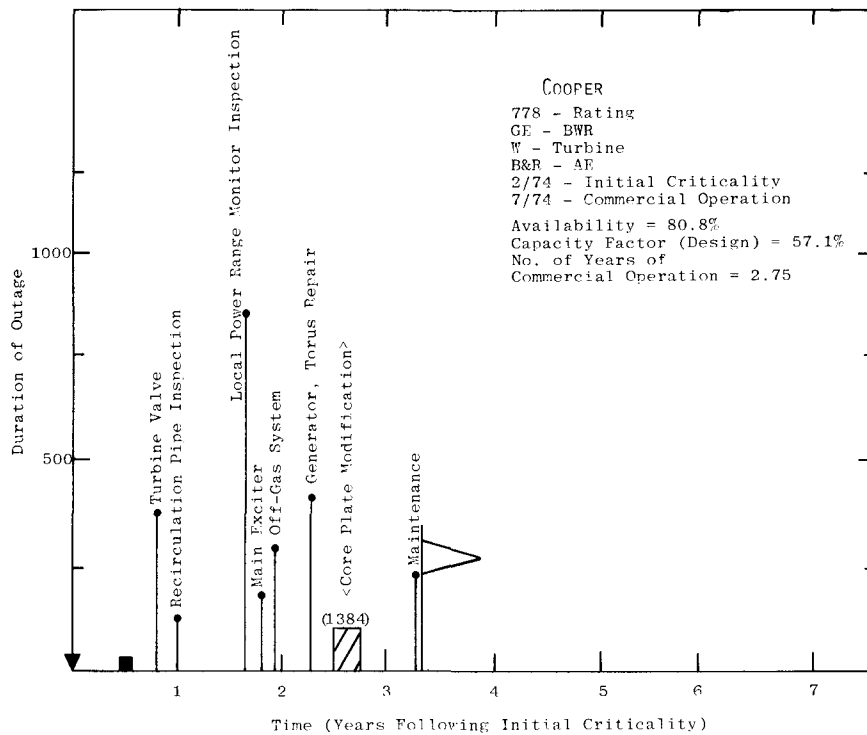 COOPER
778 - Rating
GE - BWR
W - Turbine
B&R - AE
2/74 - Initial Criticality
7/74 - Commercial Operation
Availability = 80.8%
Capacity Factor (Design) = 57.1%
No. of Years of
Commercial Operation = 2.75
Duration of Outage
1000
500
Turbine Valve
Recirculation Pipe Inspection
Local Power Range Monitor Inspection
Main Exciter
Off-Gas System
Generator, Torus Repair
<Core Plate Modification>
(1384)
Maintenance
1 2 3 4 5 6 7
Time (Years Following Initial Criticality)